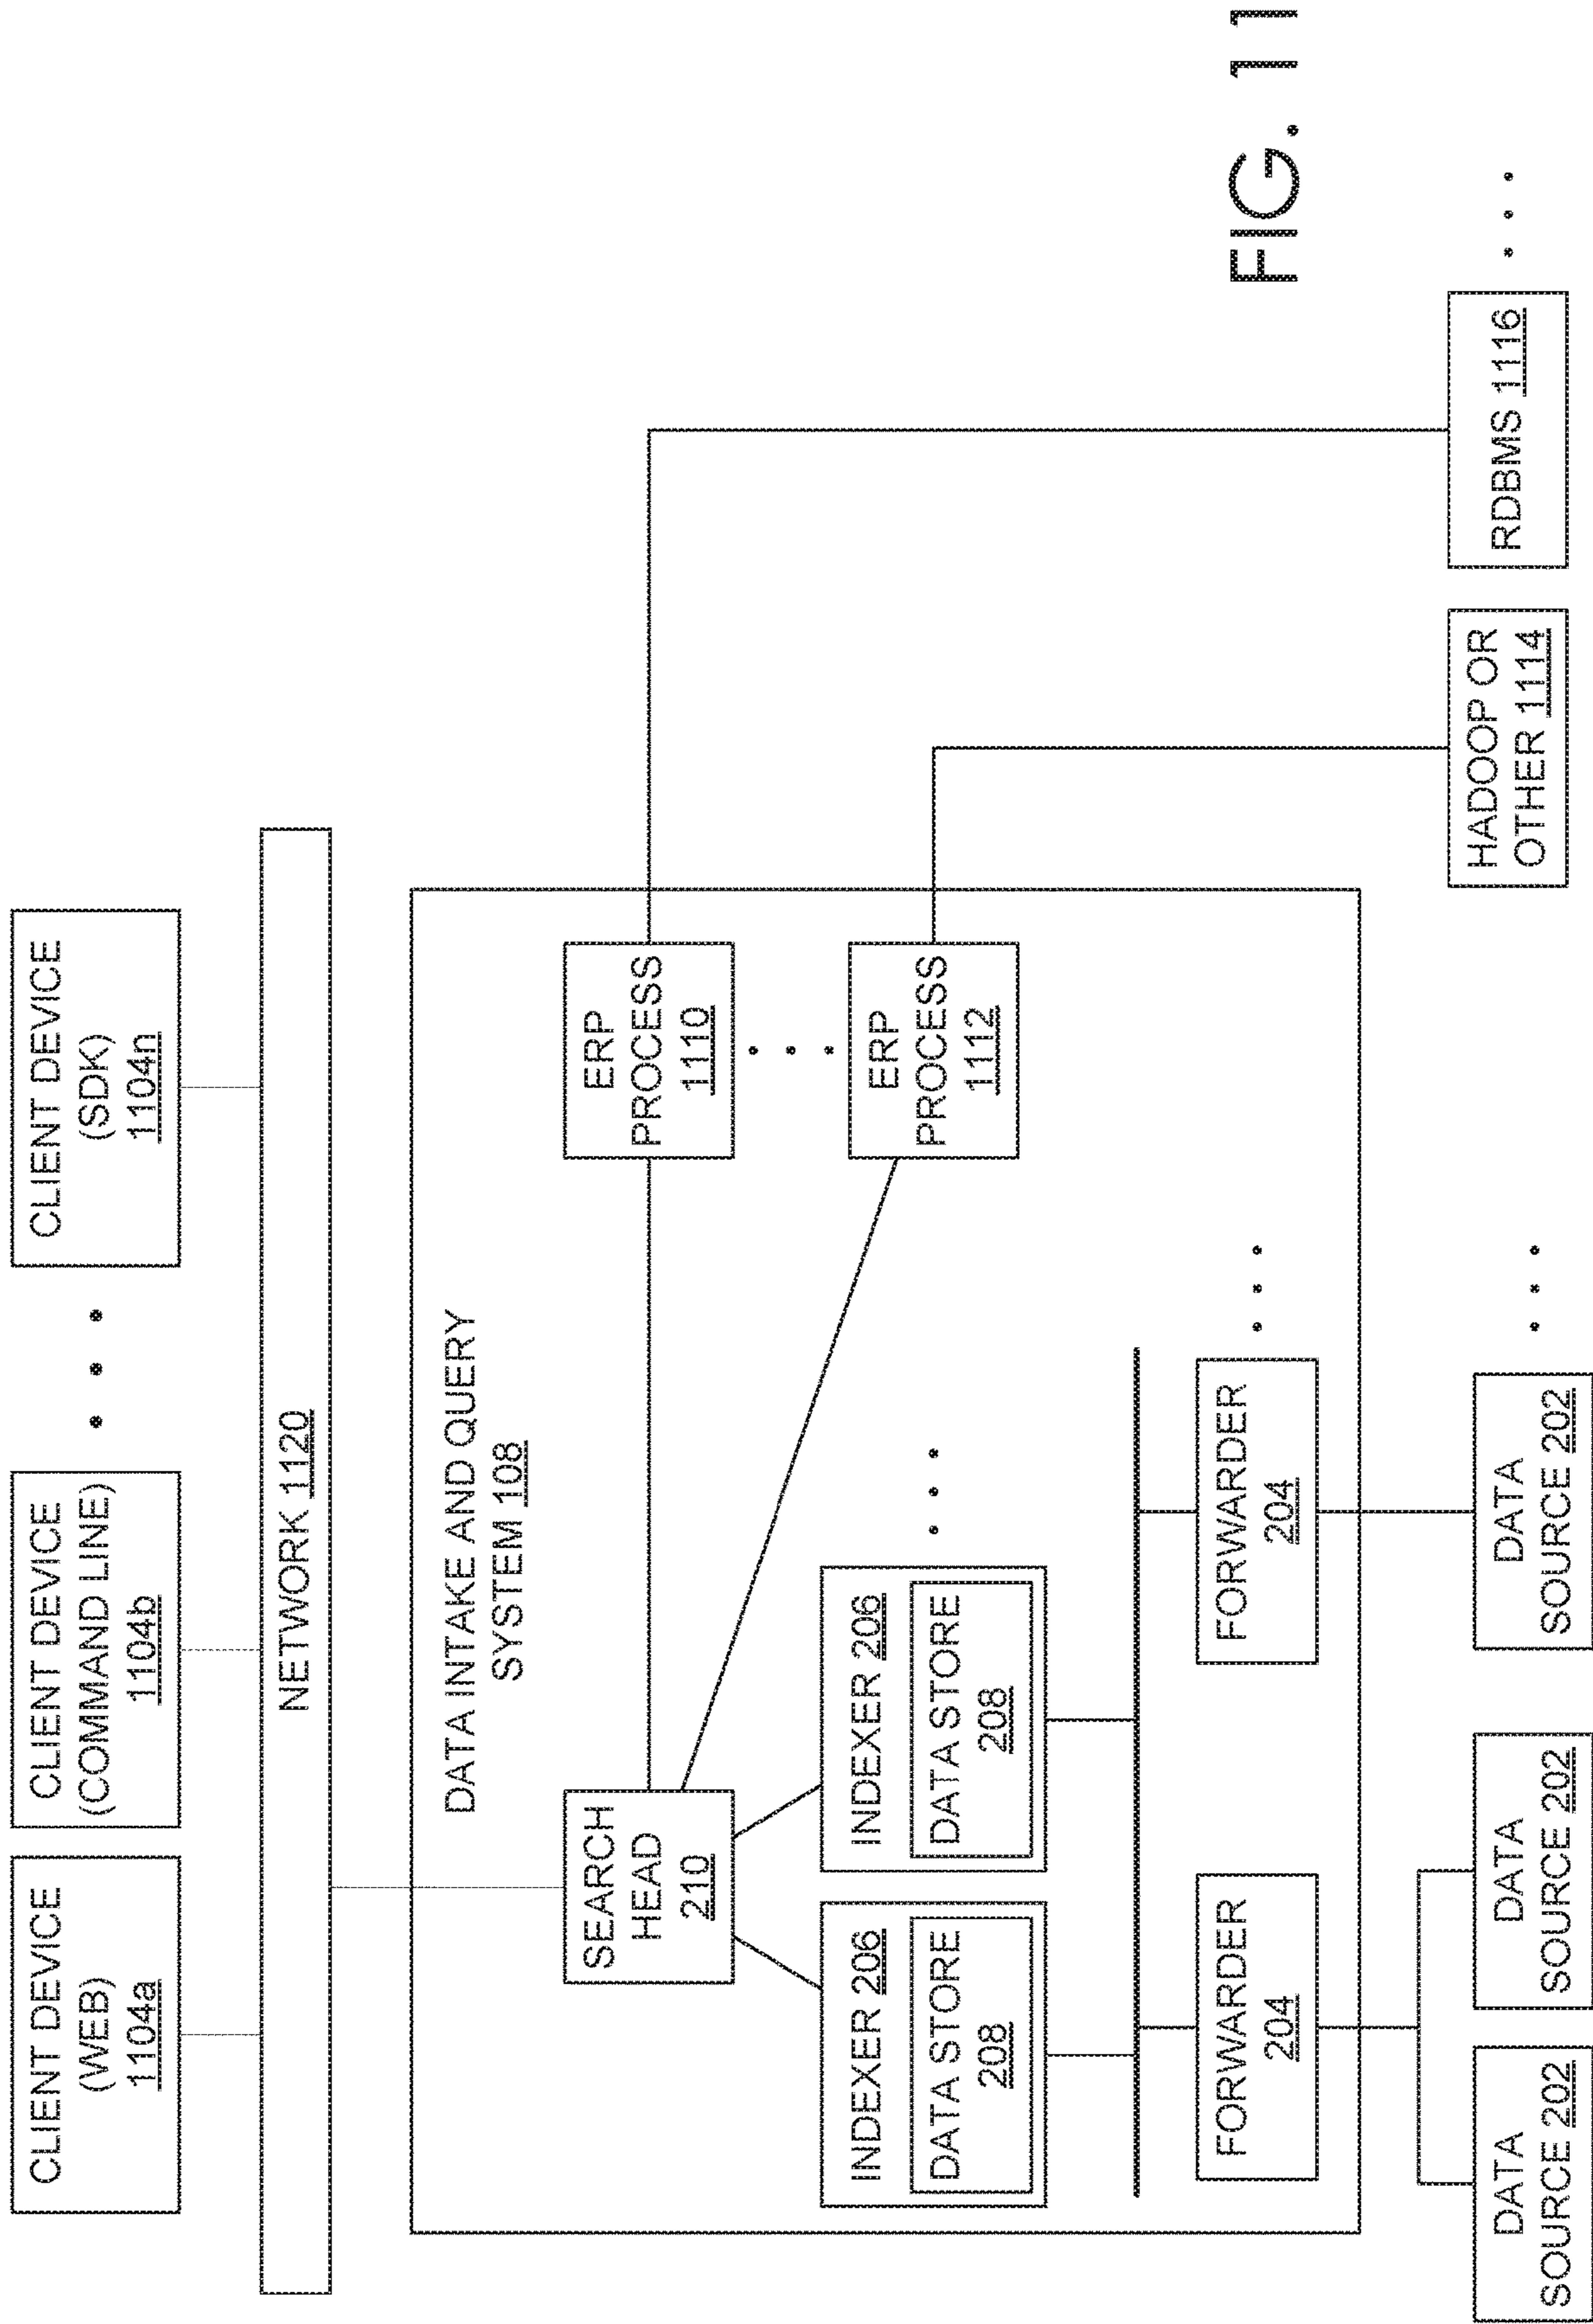 CLIENT DEVICE
(WEB)
1104a
CLIENT DEVICE
(COMMAND LINE)
1104b
CLIENT DEVICE
(SDK)
1104n
NETWORK 1120
DATA INTAKE AND QUERY
SYSTEM 108
SEARCH
HEAD
210
ERP
PROCESS
1110
INDEXER 206
DATA STORE
208
INDEXER 206
DATA STORE
208
ERP
PROCESS
1112
FORWARDER
204
FORWARDER
204
DATA
SOURCE 202
DATA
SOURCE 202
DATA
SOURCE 202
HADOOP OR
OTHER 1114
RDBMS 1116
FIG. 11